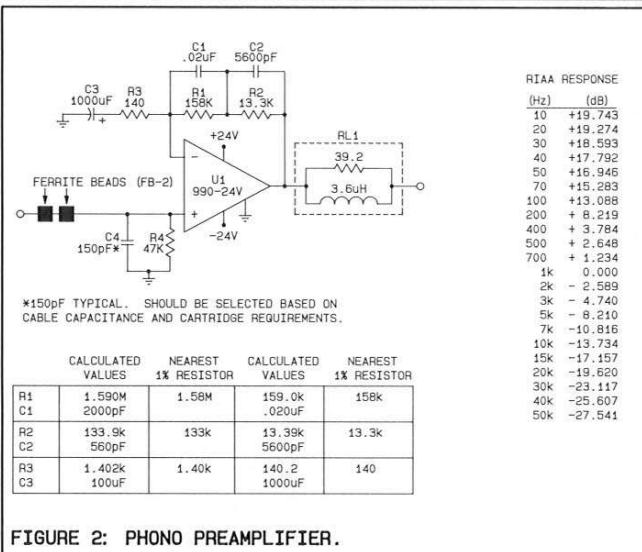 C1
.02uF
C2
5600pF
C3
1000uF
R3
140
R1
158K
R2
13.3K
+
+24V
RL1
39.2
3.6uH
−
U1
990-24V
+
-24V
FERRITE BEADS (FB-2)
C4
150pF*
R4
47K
*150pF TYPICAL. SHOULD BE SELECTED BASED ON
CABLE CAPACITANCE AND CARTRIDGE REQUIREMENTS.
RIAA RESPONSE
(Hz) (dB)
10 +19.743
20 +19.274
30 +18.593
40 +17.792
50 +16.946
70 +15.283
100 +13.088
200 + 8.219
400 + 3.784
500 + 2.648
700 + 1.234
1k 0.000
2k - 2.589
3k - 4.740
5k - 8.210
7k -10.816
10k -13.734
15k -17.157
20k -19.620
30k -23.117
40k -25.607
50k -27.541
CALCULATED VALUES NEAREST 1% RESISTOR CALCULATED VALUES NEAREST 1% RESISTOR
R1 1.590M 1.58M 159.0k 158k
C1 2000pF .020uF
R2 133.9k 133k 13.39k 13.3k
C2 560pF 5600pF
R3 1.402k 1.40k 140.2 140
C3 100uF 1000uF
FIGURE 2: PHONO PREAMPLIFIER.